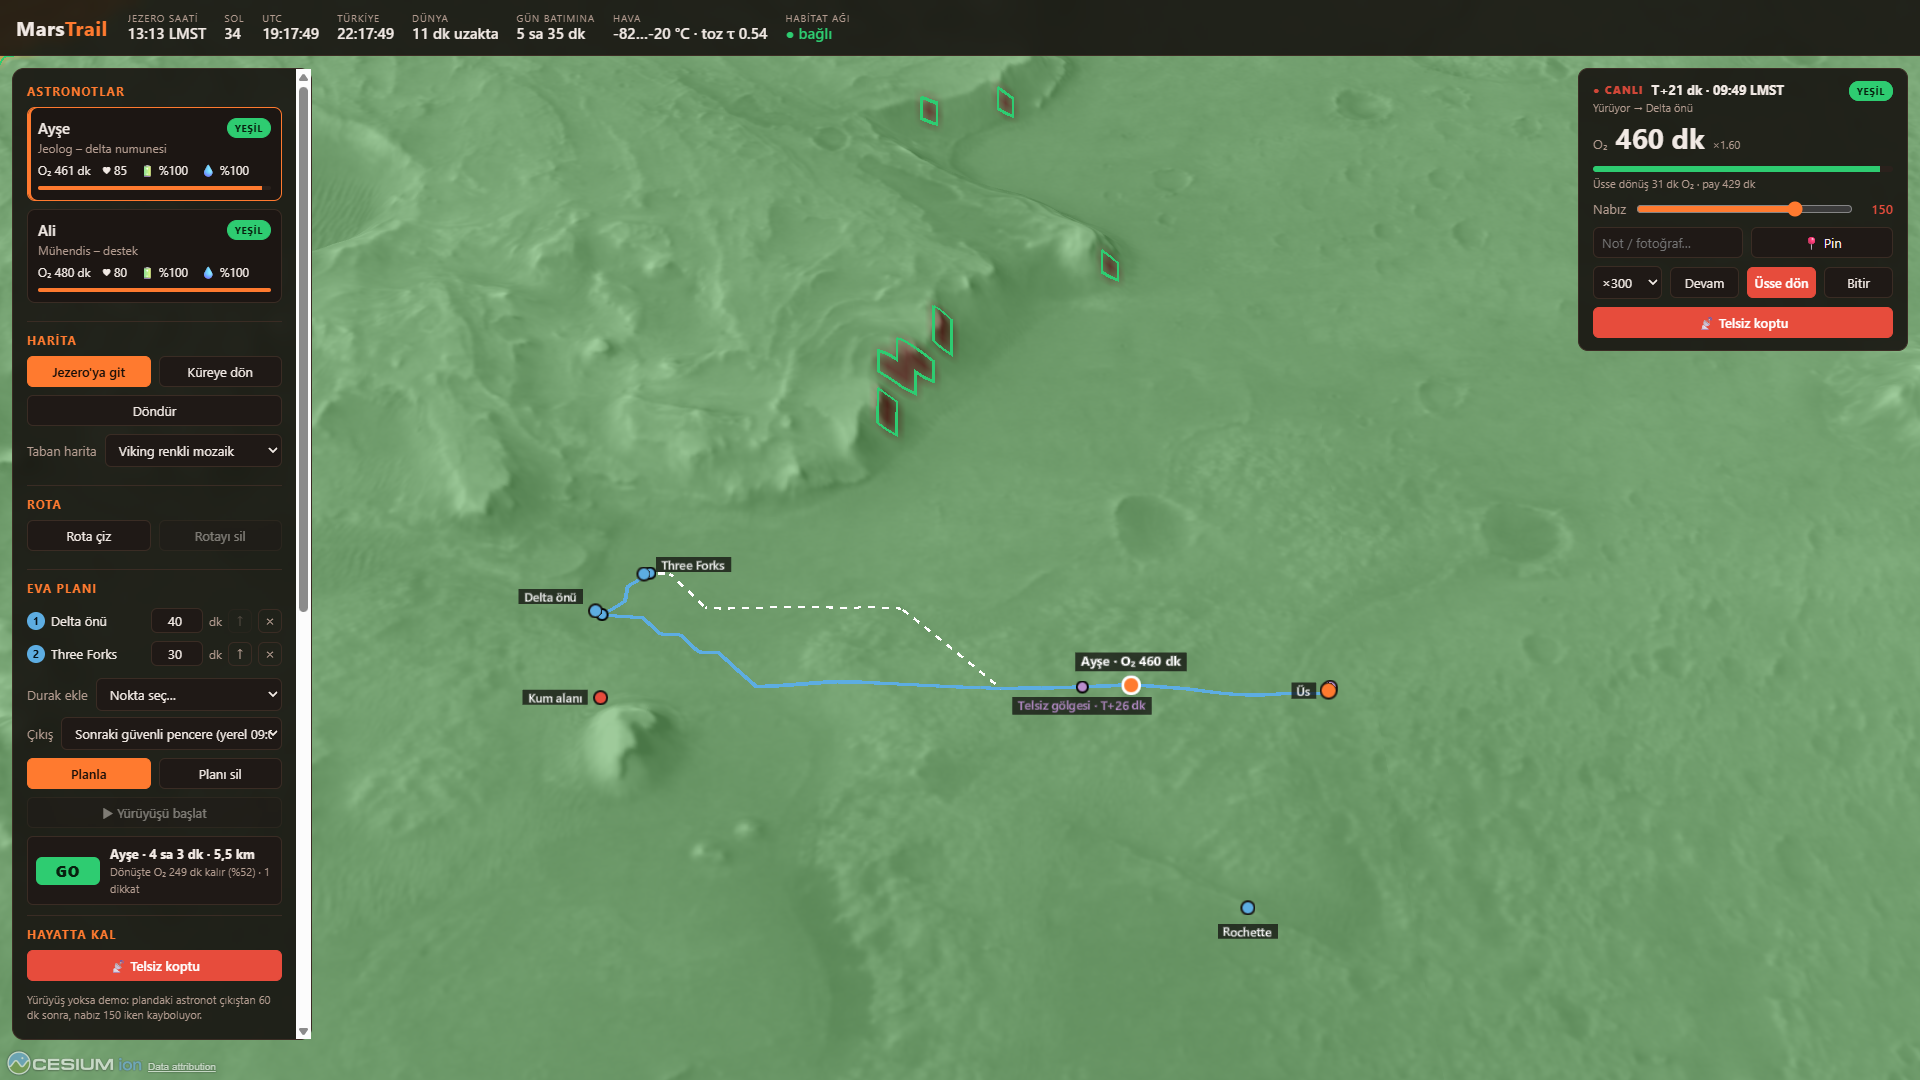 MarsTrail
JEZERO SAATİ
13:13 LMST
SOL
34
UTC
19:17:49
TÜRKİYE
22:17:49
DÜNYA
11 dk uzakta
GÜN BATIMINA
5 sa 35 dk
HAVA
-82...-20 °C · toz τ 0.54
HABİTAT AĞI
● bağlı
ASTRONOTLAR
Ayşe
YEŞİL
Jeolog – delta numunesi
O₂ 461 dk ♥ 85 🔋 %100 💧 %100
Ali
YEŞİL
Mühendis – destek
O₂ 480 dk ♥ 80 🔋 %100 💧 %100
HARİTA
Jezero'ya git
Küreye dön
Döndür
Taban harita
Viking renkli mozaik
ROTA
Rota çiz
Rotayı sil
EVA PLANI
1 Delta önü 40 dk ↑ ×
2 Three Forks 30 dk ↑ ×
Durak ekle
Nokta seç...
Çıkış
Sonraki güvenli pencere (yerel 09:
Planla
Planı sil
▶ Yürüyüşü başlat
GO
Ayşe · 4 sa 3 dk · 5,5 km
Dönüşte O₂ 249 dk kalır (%52) · 1
dikkat
HAYATTA KAL
📡 Telsiz koptu
Yürüyüş yoksa demo: plandaki astronot çıkıştan 60
dk sonra, nabız 150 iken kayboluyor.
CESIUM ion
Data attribution
Three Forks
Delta önü
Kum alanı
Ayşe · O₂ 460 dk
Telsiz gölgesi · T+26 dk
Üs
Rochette
● CANLI T+21 dk · 09:49 LMST
YEŞİL
Yürüyor → Delta önü
O₂ 460 dk ×1.60
Üsse dönüş 31 dk O₂ · pay 429 dk
Nabız
150
Not / fotoğraf...
📍 Pin
×300
Devam
Üsse dön
Bitir
📡 Telsiz koptu